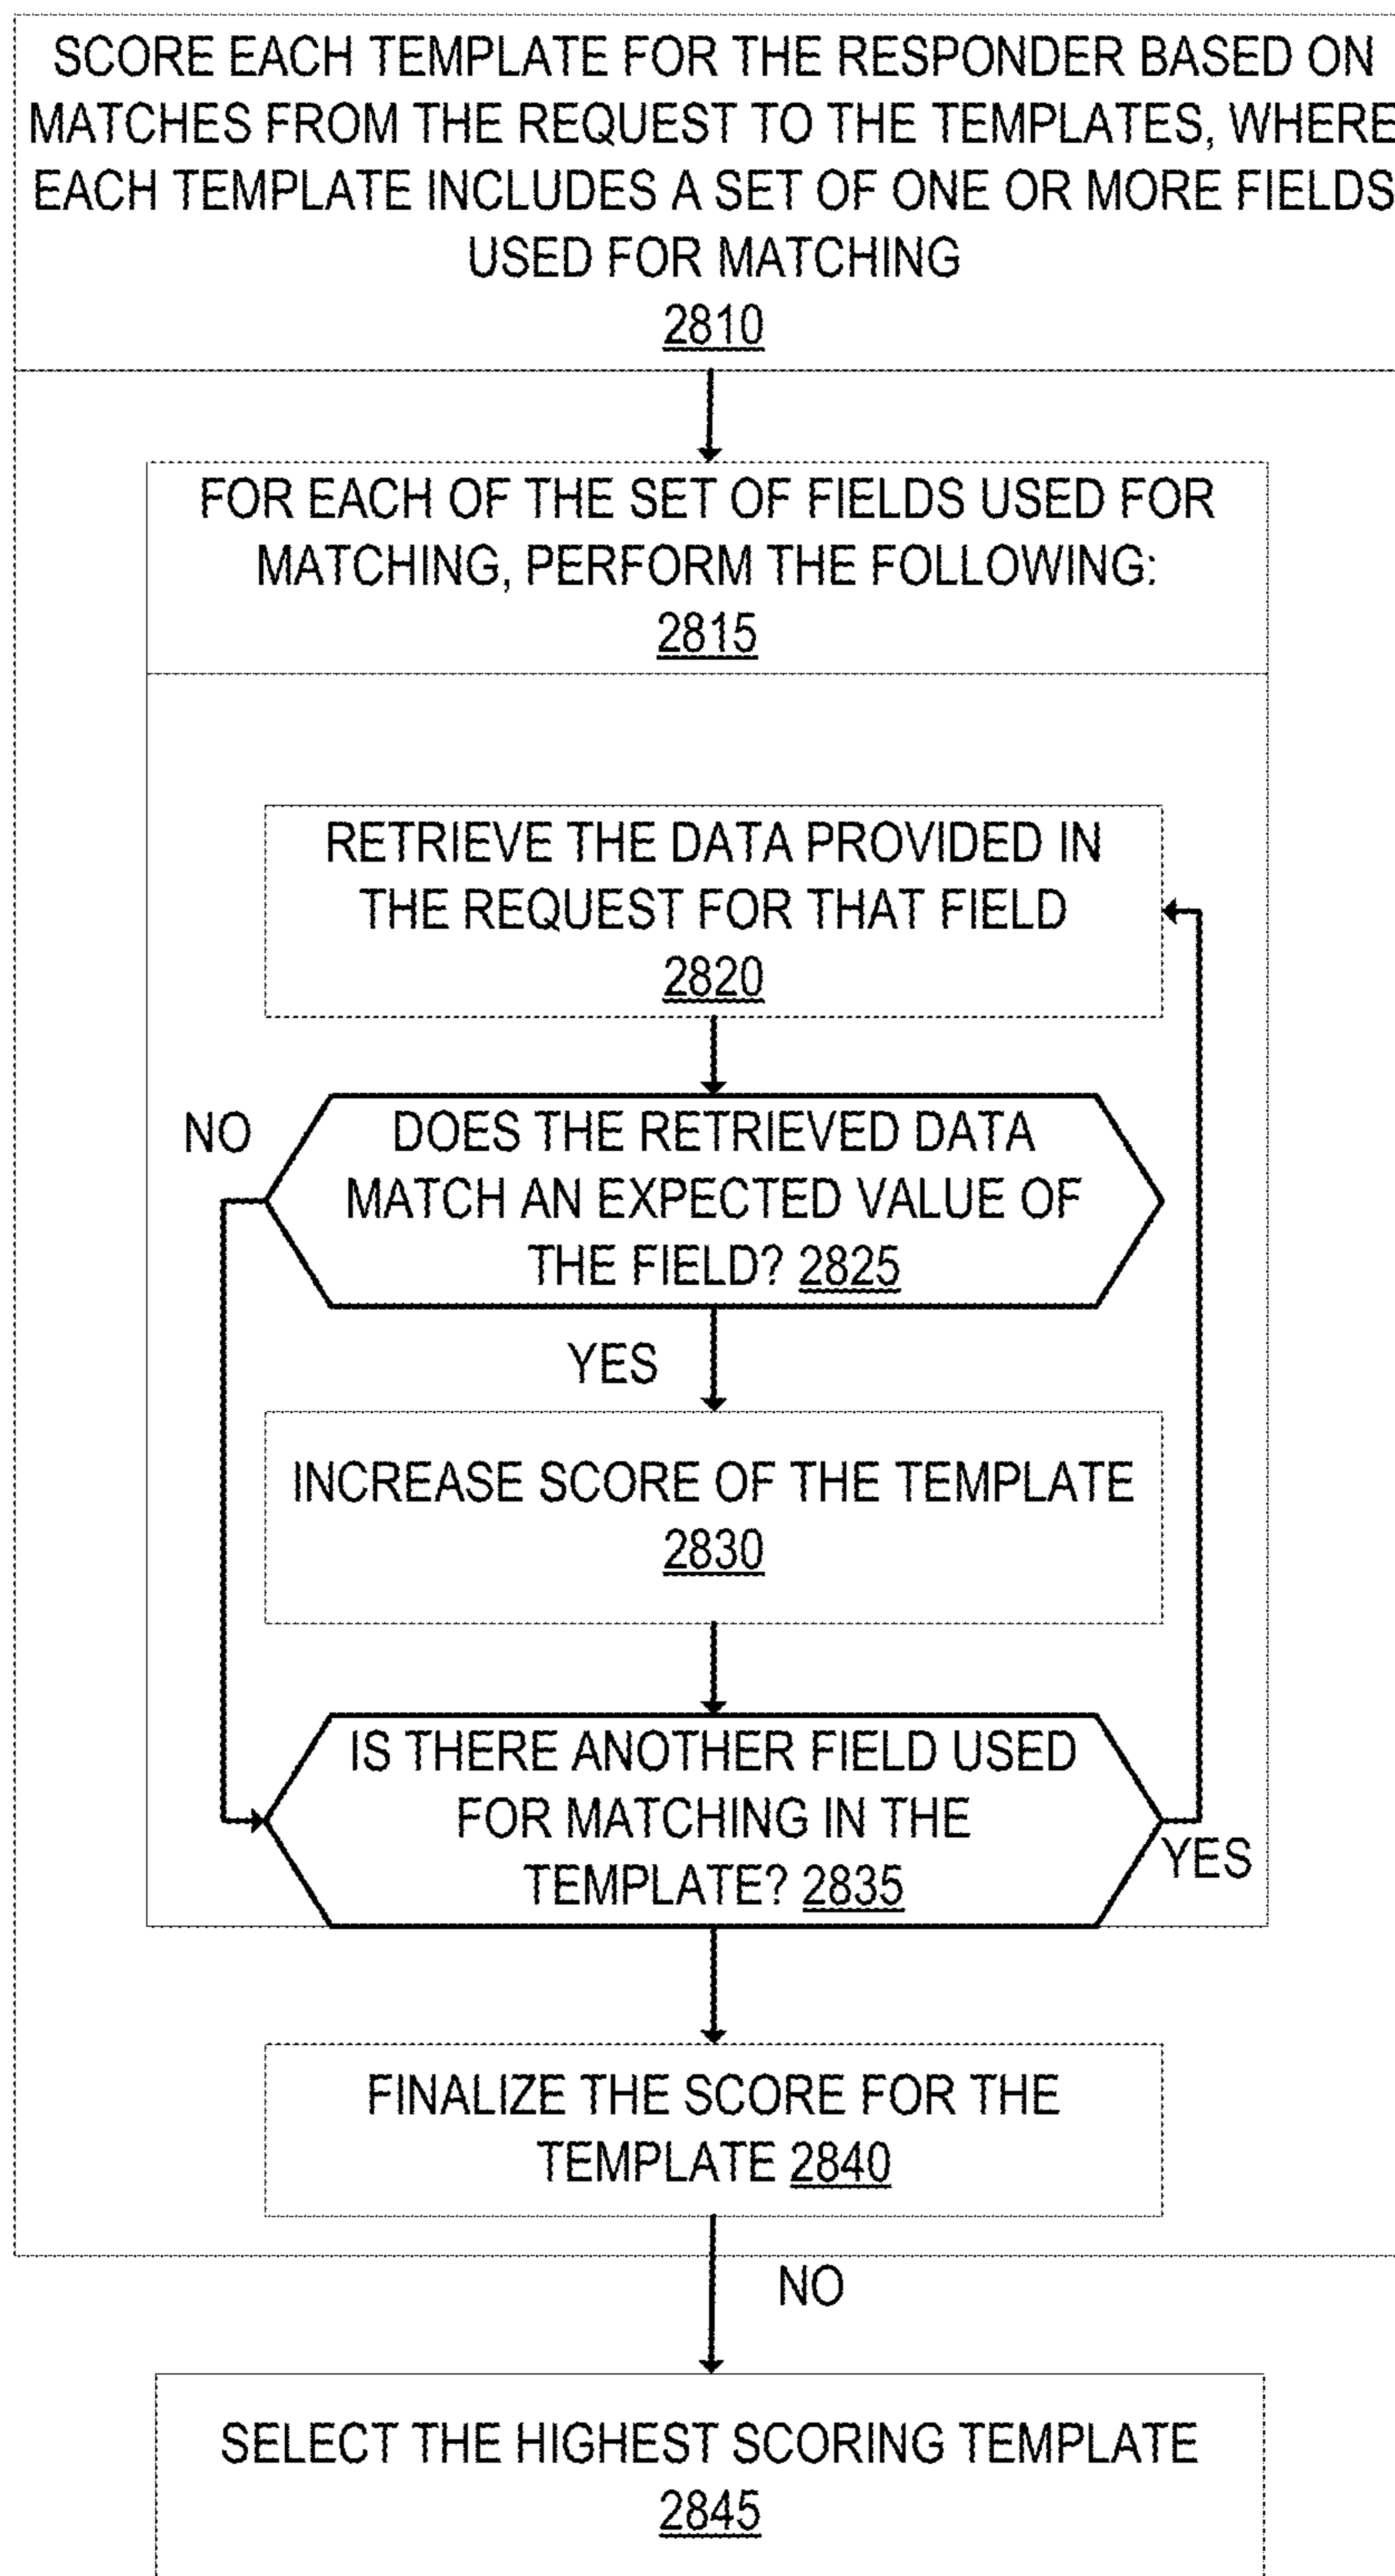 SCORE EACH TEMPLATE FOR THE RESPONDER BASED ON
MATCHES FROM THE REQUEST TO THE TEMPLATES, WHERE
EACH TEMPLATE INCLUDES A SET OF ONE OR MORE FIELDS
USED FOR MATCHING
2810
FOR EACH OF THE SET OF FIELDS USED FOR
MATCHING, PERFORM THE FOLLOWING:
2815
RETRIEVE THE DATA PROVIDED IN
THE REQUEST FOR THAT FIELD
2820
NO
DOES THE RETRIEVED DATA
MATCH AN EXPECTED VALUE OF
THE FIELD? 2825
YES
INCREASE SCORE OF THE TEMPLATE
2830
IS THERE ANOTHER FIELD USED
FOR MATCHING IN THE
TEMPLATE? 2835
YES
FINALIZE THE SCORE FOR THE
TEMPLATE 2840
NO
SELECT THE HIGHEST SCORING TEMPLATE
2845